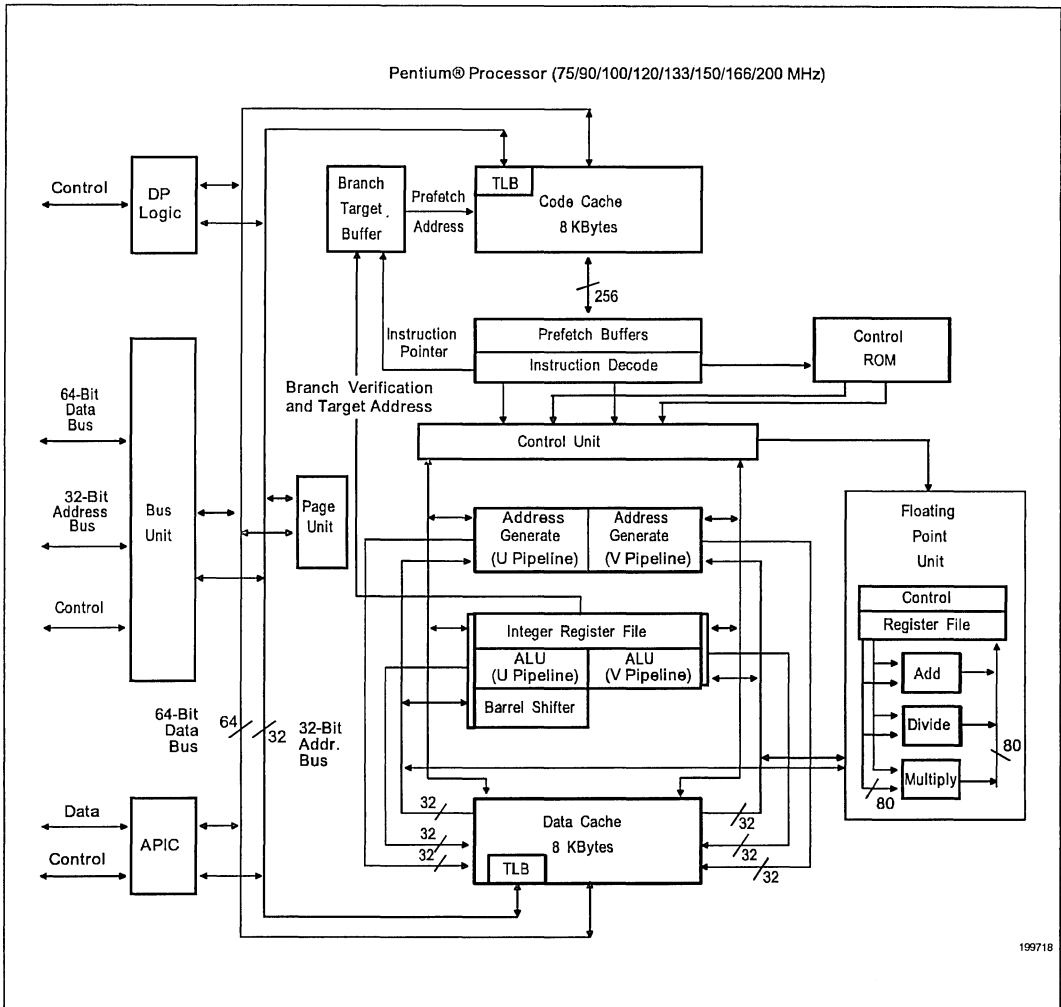 Pentium® Processor (75/90/100/120/133/150/166/200 MHz)
Control
DP
Logic
Branch
Target
Buffer
Prefetch
Address
TLB
Code Cache
8 KBytes
256
Instruction
Pointer
Prefetch Buffers
Instruction Decode
Control
ROM
Branch Verification
and Target Address
Control Unit
64-Bit
Data
Bus
32-Bit
Address
Bus
Control
Bus
Unit
Page
Unit
Address
Generate
(U Pipeline)
Address
Generate
(V Pipeline)
Floating
Point
Unit
Control
Register File
Add
Divide
Multiply
80
80
Integer Register File
ALU
(U Pipeline)
ALU
(V Pipeline)
Barrel Shifter
64-Bit
Data
Bus
64
32
32-Bit
Addr.
Bus
Data
Control
APIC
32
32
32
Data Cache
8 KBytes
TLB
32
32
32
199718